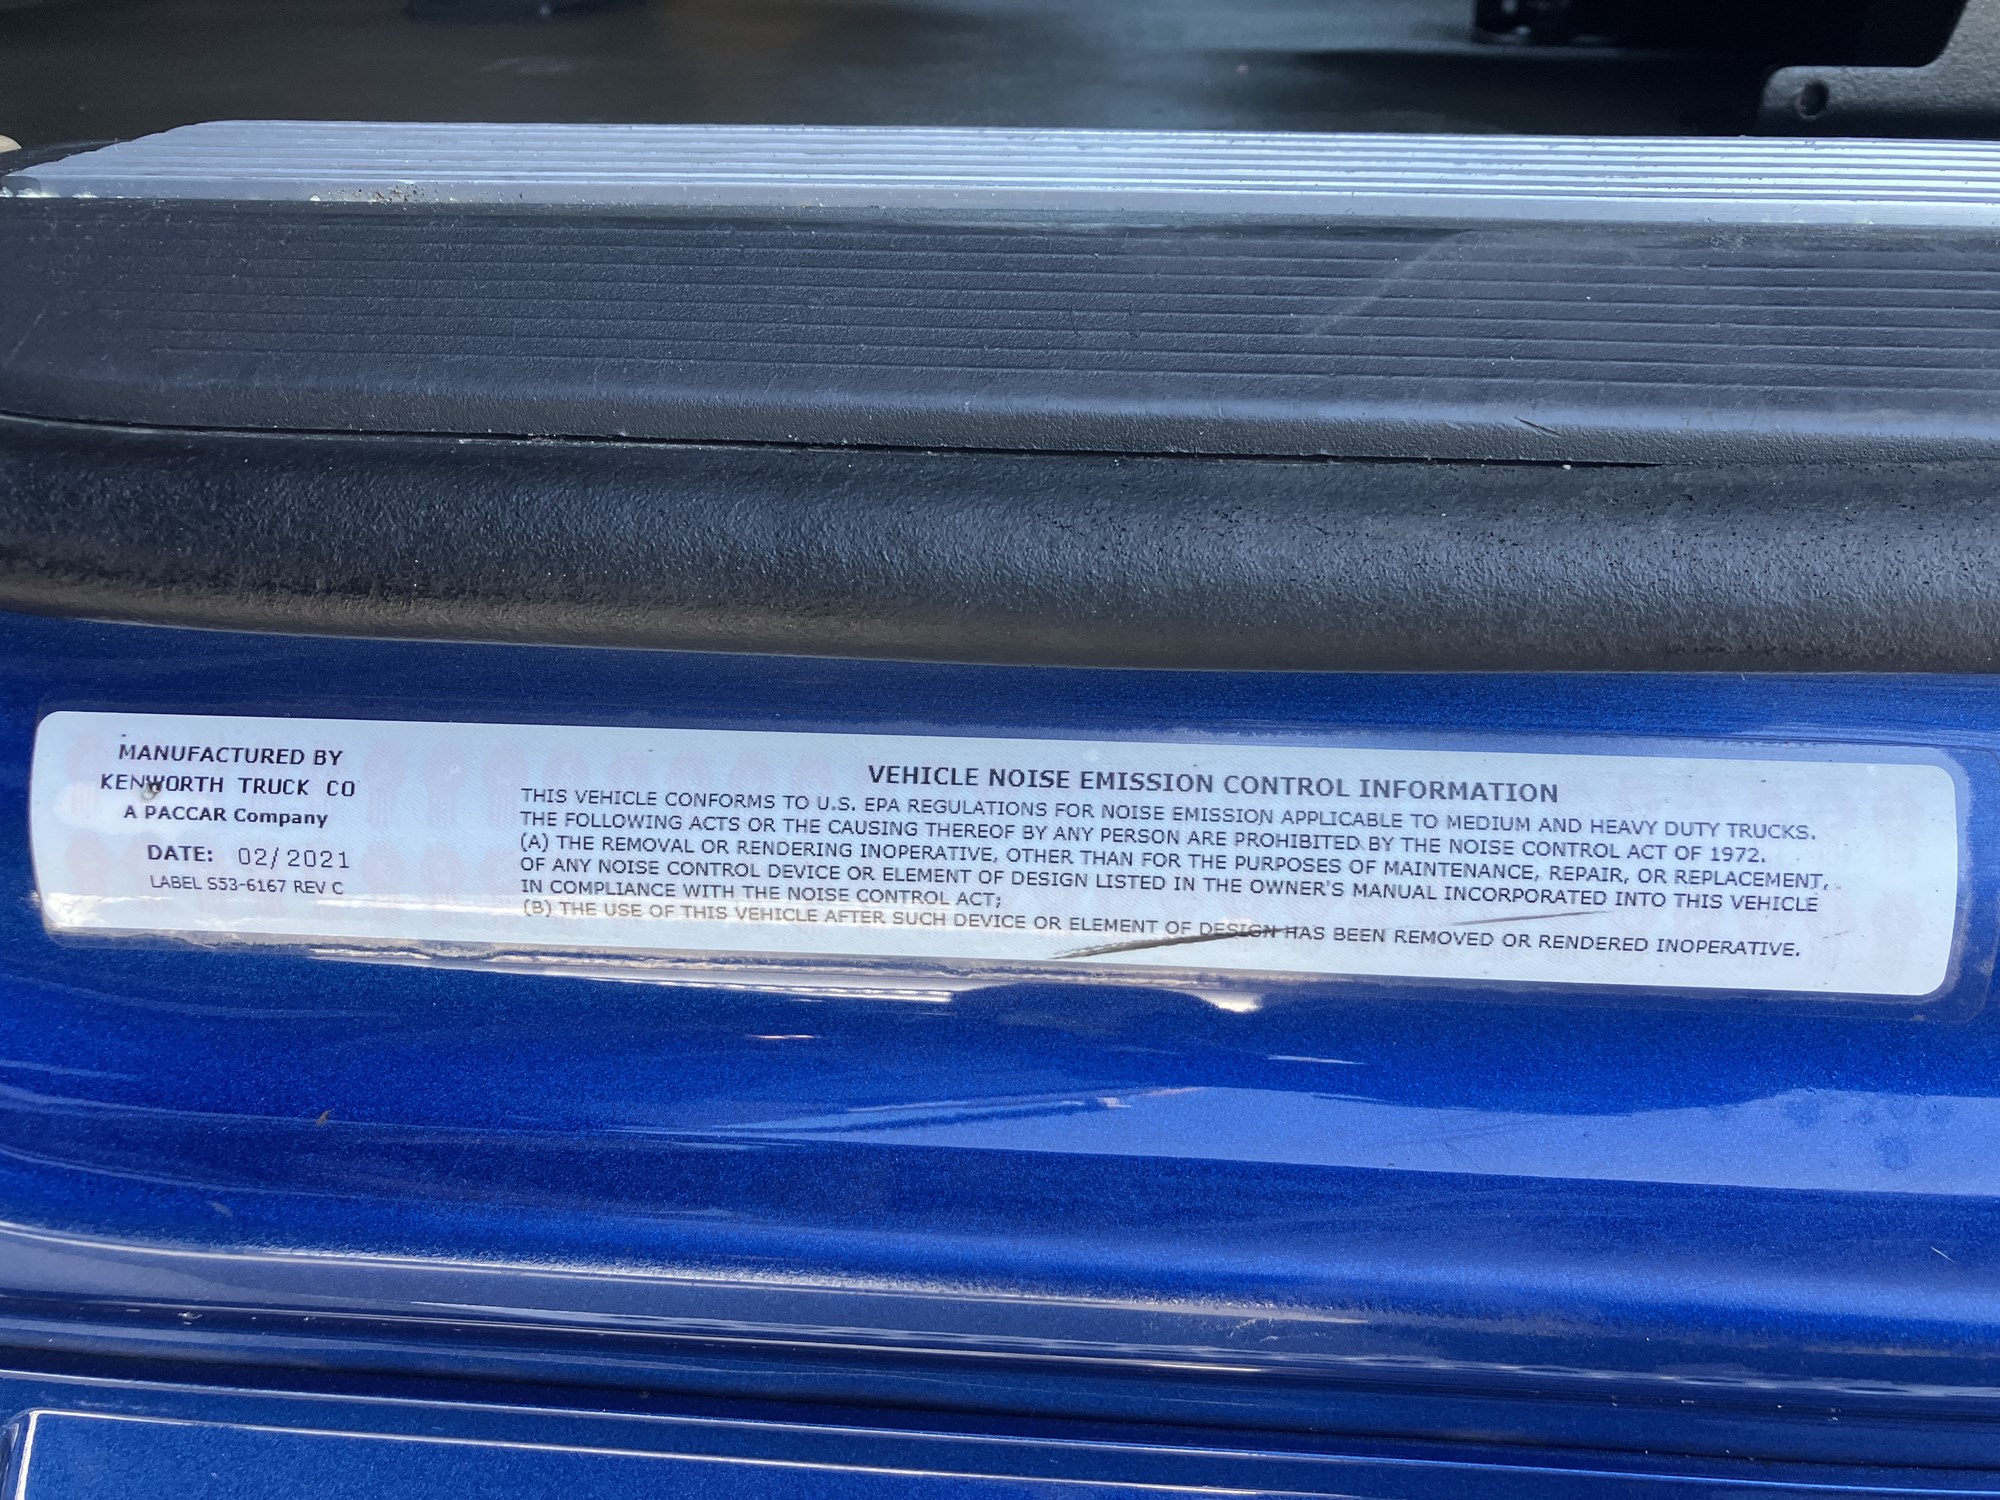 MANUFACTURED BY
KENWORTH TRUCK CO
A PACCAR Company
DATE: 02/2021
LABEL S53-6167 REV C
VEHICLE NOISE EMISSION CONTROL INFORMATION
THIS VEHICLE CONFORMS TO U.S. EPA REGULATIONS FOR NOISE EMISSION APPLICABLE TO MEDIUM AND HEAVY DUTY TRUCKS.
THE FOLLOWING ACTS OR THE CAUSING THEREOF BY ANY PERSON ARE PROHIBITED BY THE NOISE CONTROL ACT OF 1972.
(A) THE REMOVAL OR RENDERING INOPERATIVE, OTHER THAN FOR THE PURPOSES OF MAINTENANCE, REPAIR, OR REPLACEMENT,
OF ANY NOISE CONTROL DEVICE OR ELEMENT OF DESIGN LISTED IN THE OWNER'S MANUAL INCORPORATED INTO THIS VEHICLE
IN COMPLIANCE WITH THE NOISE CONTROL ACT;
(B) THE USE OF THIS VEHICLE AFTER SUCH DEVICE OR ELEMENT OF DESIGN HAS BEEN REMOVED OR RENDERED INOPERATIVE.